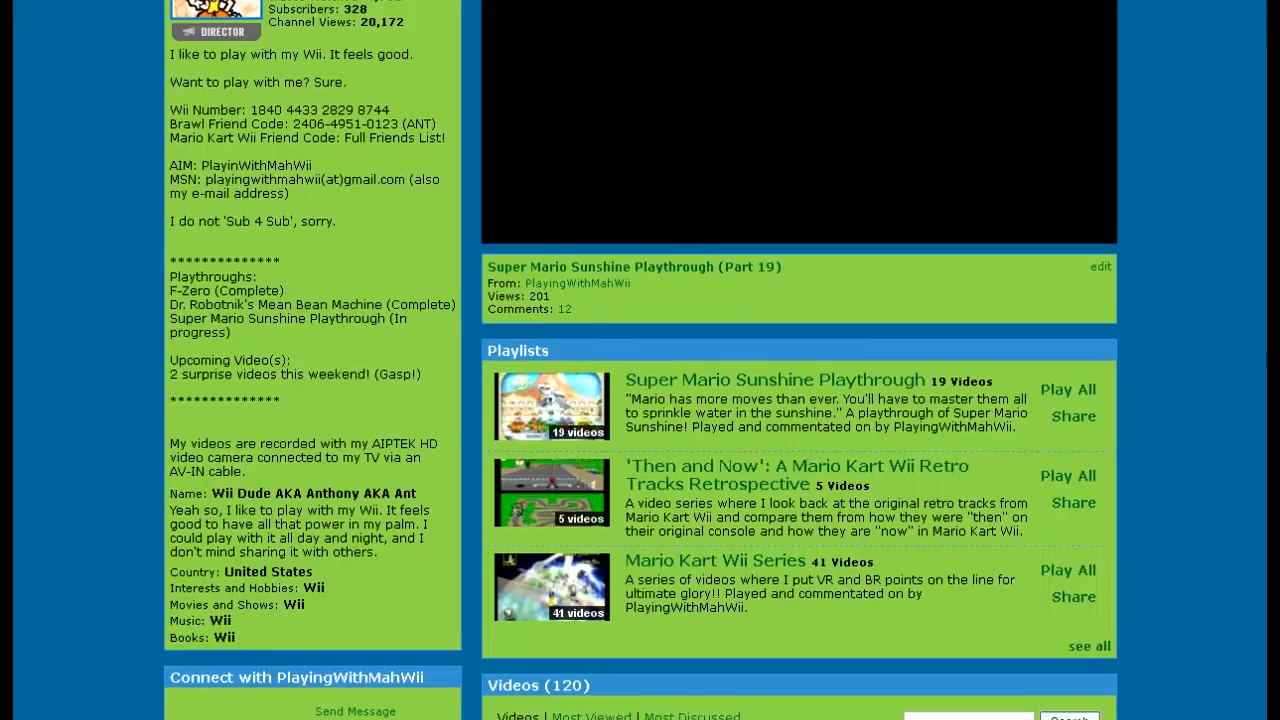 Subscribers: 328
Channel Views: 20,172
DIRECTOR
I like to play with my Wii. It feels good.
Want to play with me? Sure.
Wii Number: 1840 4433 2829 8744
Brawl Friend Code: 2406-4951-0123 (ANT)
Mario Kart Wii Friend Code: Full Friends List!
AIM: PlayinWithMahWii
MSN: playingwithmahwii(at)gmail.com (also
my e-mail address)
I do not 'Sub 4 Sub', sorry.
**************
Playthroughs:
F-Zero (Complete)
Dr. Robotnik's Mean Bean Machine (Complete)
Super Mario Sunshine Playthrough (In
progress)
Upcoming Video(s):
2 surprise videos this weekend! (Gasp!)
**************
My videos are recorded with my AIPTEK HD
video camera connected to my TV via an
AV-IN cable.
Name: Wii Dude AKA Anthony AKA Ant
Yeah so, I like to play with my Wii. It feels
good to have all that power in my palm. I
could play with it all day and night, and I
don't mind sharing it with others.
Country: United States
Interests and Hobbies: Wii
Movies and Shows: Wii
Music: Wii
Books: Wii
Connect with PlayingWithMahWii
Send Message
Super Mario Sunshine Playthrough (Part 19)
edit
From: PlayingWithMahWii
Views: 201
Comments: 12
Playlists
19 videos
Super Mario Sunshine Playthrough 19 Videos
"Mario has more moves than ever. You'll have to master them all
to sprinkle water in the sunshine." A playthrough of Super Mario
Sunshine! Played and commentated on by PlayingWithMahWii.
Play All
Share
5 videos
'Then and Now': A Mario Kart Wii Retro
Tracks Retrospective 5 Videos
A video series where I look back at the original retro tracks from
Mario Kart Wii and compare them from how they were "then" on
their original console and how they are "now" in Mario Kart Wii.
Play All
Share
41 videos
Mario Kart Wii Series 41 Videos
A series of videos where I put VR and BR points on the line for
ultimate glory!! Played and commentated on by
PlayingWithMahWii.
Play All
Share
see all
Videos (120)
Videos | Most Viewed | Most Discussed
Search